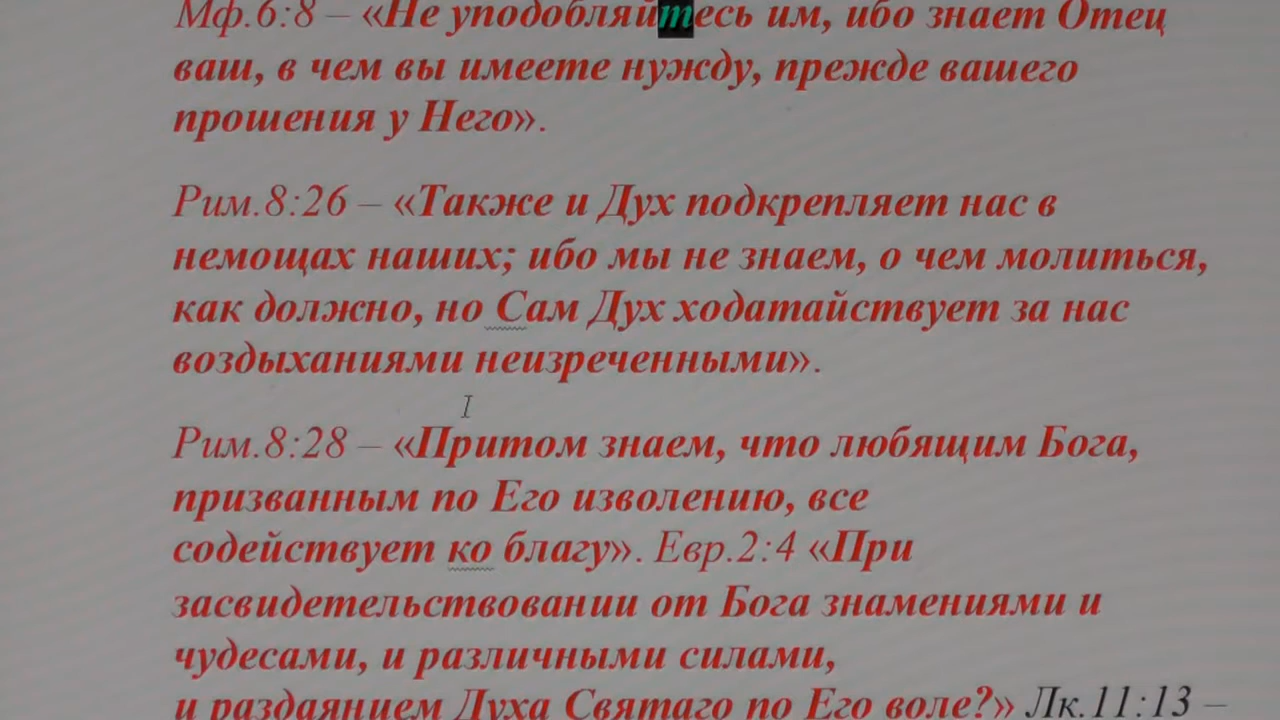 Мф.6:8 – «Не уподобляйтесь им, ибо знает Отец
ваш, в чем вы имеете нужду, прежде вашего
прошения у Него».
Рим.8:26 – «Также и Дух подкрепляет нас в
немощах наших; ибо мы не знаем, о чем молиться,
как должно, но Сам Дух ходатайствует за нас
воздыханиями неизреченными».
Рим.8:28 – «Притом знаем, что любящим Бога,
призванным по Его изволению, все
содействует ко благу». Евр.2:4 «При
засвидетельствовании от Бога знамениями и
чудесами, и различными силами,
и раздаянием Духа Святаго по Его воле?» Лк.11:13 –